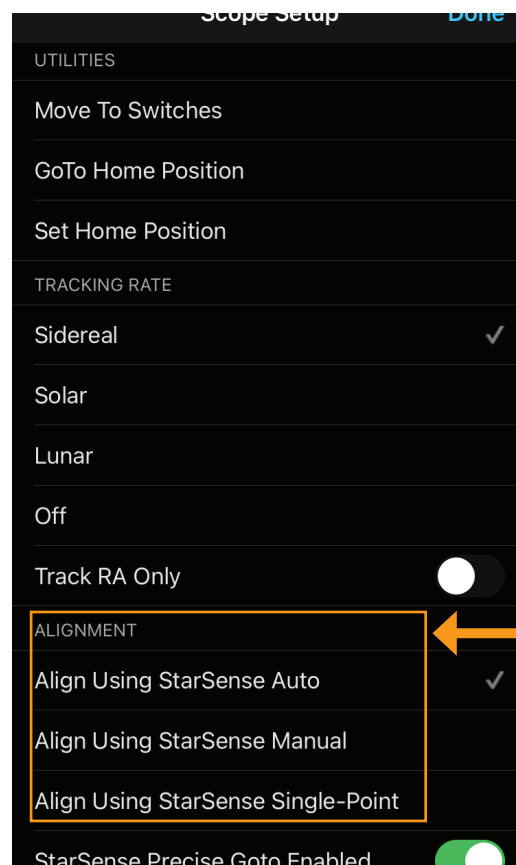 Scope Setup
Done
UTILITIES
Move To Switches
GoTo Home Position
Set Home Position
TRACKING RATE
Sidereal
Solar
Lunar
Off
Track RA Only
ALIGNMENT
Align Using StarSense Auto
Align Using StarSense Manual
Align Using StarSense Single-Point
StarSense Precise Goto Enabled